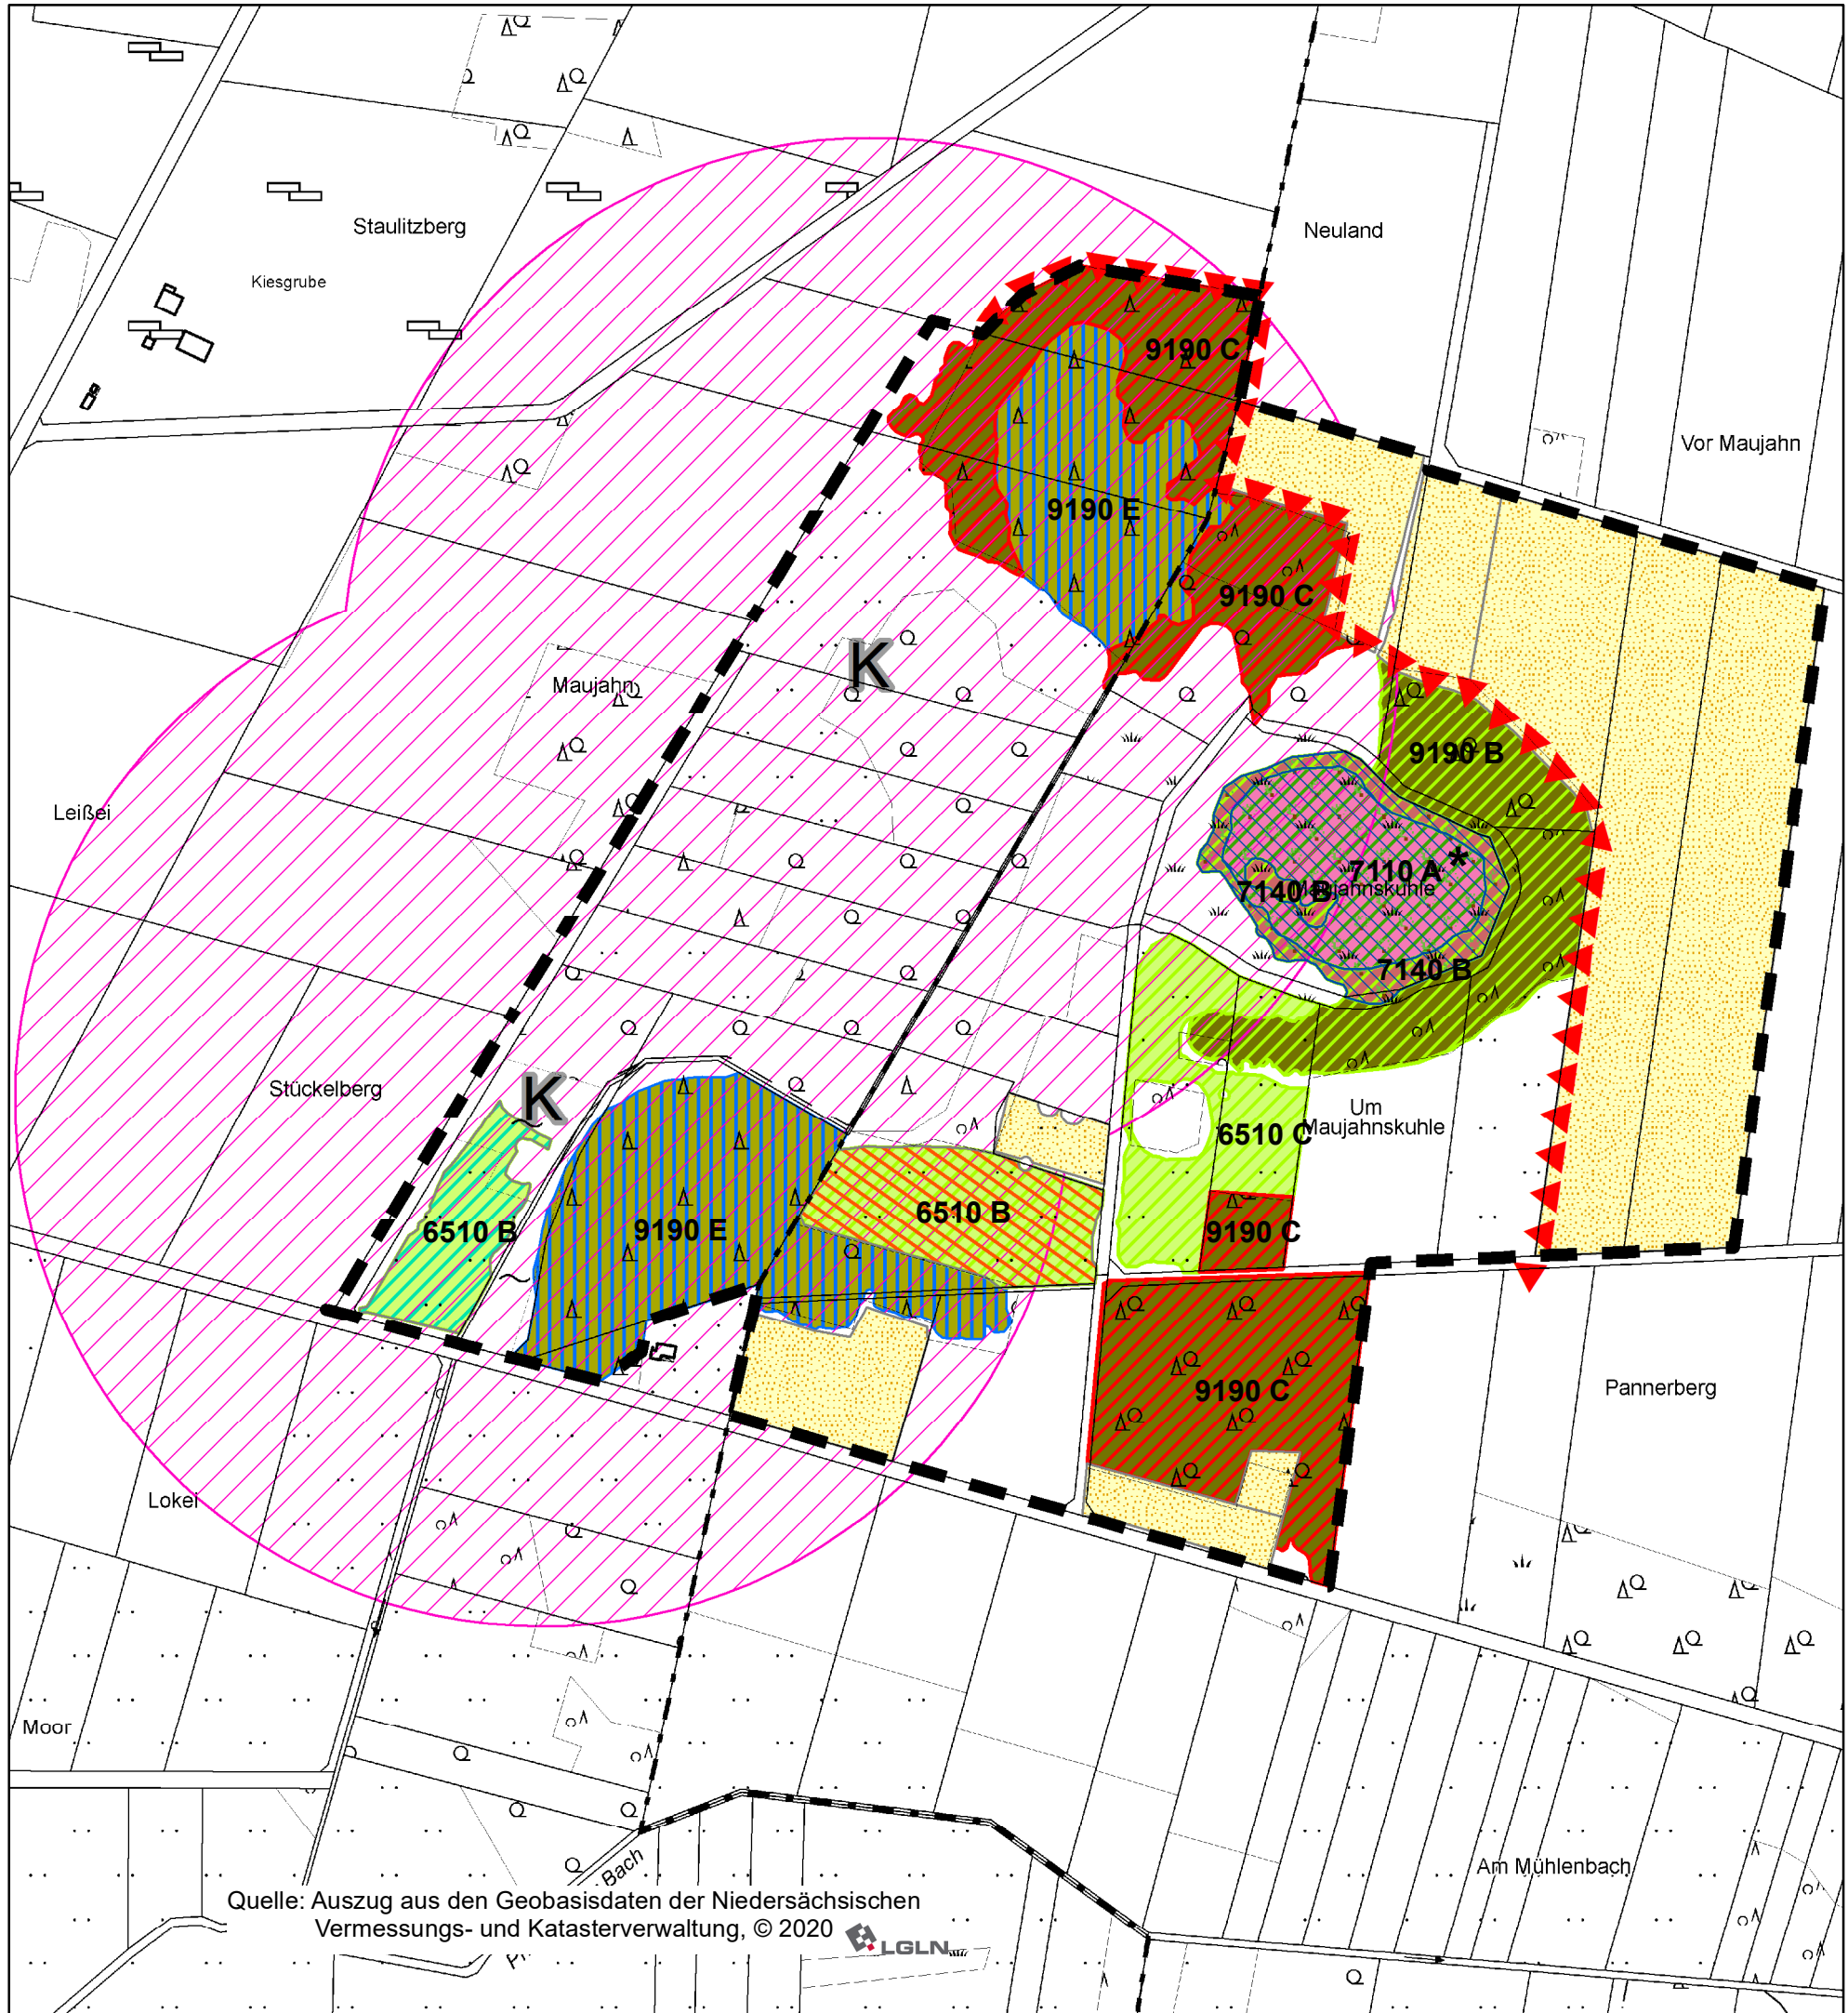 Staulitzberg
Neuland
Kiesgrube
9190 C
Vor Maujahn
9190 E
9190 C
K
Maujahn
9190 B
Leißei
7110 A *
7140 B
Maujahnskuhle
7140 B
Stückelberg
K
Um
Maujahnskuhle
6510 C
6510 B
9190 E
6510 B
9190 C
9190 C
Pannerberg
Lokei
Moor
Am Mühlenbach
Bach
Quelle: Auszug aus den Geobasisdaten der Niedersächsischen
Vermessungs- und Katasterverwaltung, © 2020
LGLN